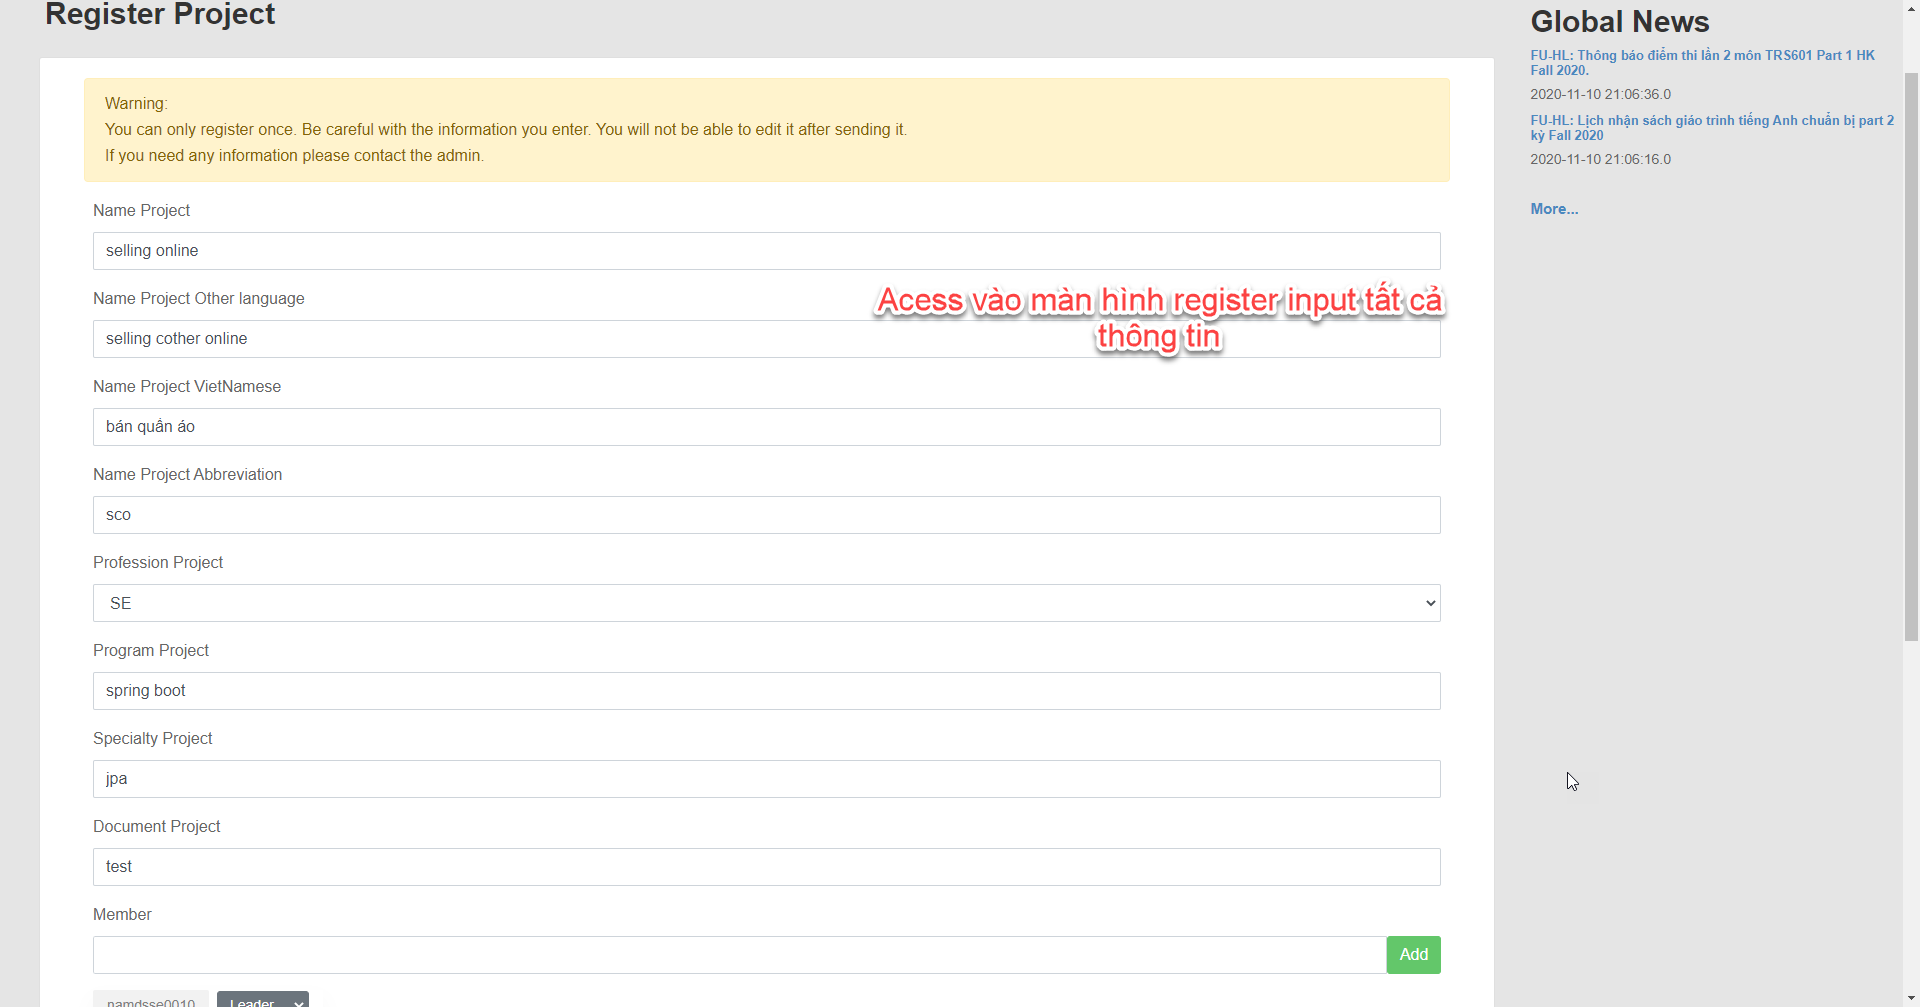 Register Project
Warning:
You can only register once. Be careful with the information you enter. You will not be able to edit it after sending it.
If you need any information please contact the admin.
Name Project
selling online
Name Project Other language
selling cother online
Acess vào màn hình register input tất cả
thông tin
Name Project VietNamese
bán quần áo
Name Project Abbreviation
sco
Profession Project
SE
Program Project
spring boot
Specialty Project
jpa
Document Project
test
Member
Add
namdsse0010
Leader
Global News
FU-HL: Thông báo điểm thi lần 2 môn TRS601 Part 1 HK
Fall 2020.
2020-11-10 21:06:36.0
FU-HL: Lịch nhận sách giáo trình tiếng Anh chuẩn bị part 2
kỳ Fall 2020
2020-11-10 21:06:16.0
More...